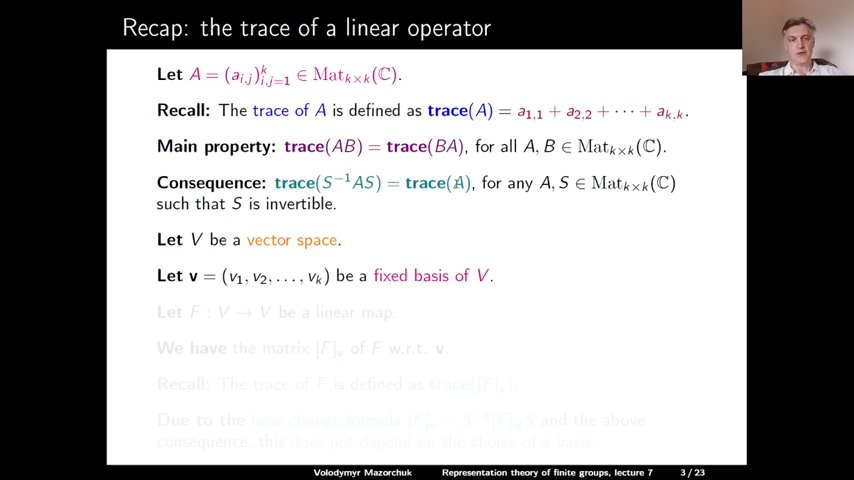 Recap: the trace of a linear operator
Let A = (a_{i,j})^k_{i,j=1} ∈ Mat_{k×k}(ℂ).
Recall: The trace of A is defined as trace(A) = a_{1,1} + a_{2,2} + ··· + a_{k,k}.
Main property: trace(AB) = trace(BA), for all A, B ∈ Mat_{k×k}(ℂ).
Consequence: trace(S^{−1}AS) = trace(A), for any A, S ∈ Mat_{k×k}(ℂ)
such that S is invertible.
Let V be a vector space.
Let v = (v_1, v_2, . . . , v_k) be a fixed basis of V.
Let F : V → V be a linear map.
We have the matrix [F]_v of F w.r.t. v.
Recall: The trace of F is defined as trace([F]_v).
Due to the base change formula [F]_v = S^{−1}[F]_w S and the above
consequence, this does not depend on the choice of a basis.
Volodymyr Mazorchuk Representation theory of finite groups, lecture 7 3 / 23